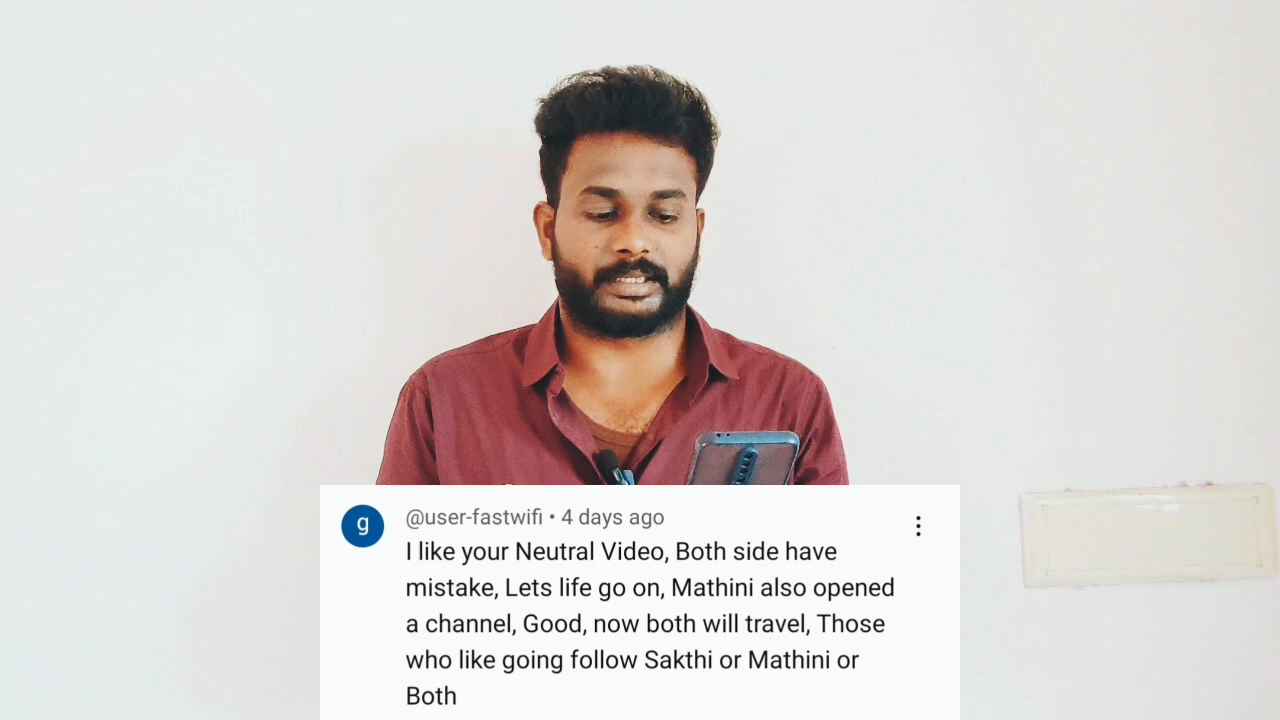 g
@user-fastwifi • 4 days ago
I like your Neutral Video, Both side have
mistake, Lets life go on, Mathini also opened
a channel, Good, now both will travel, Those
who like going follow Sakthi or Mathini or
Both